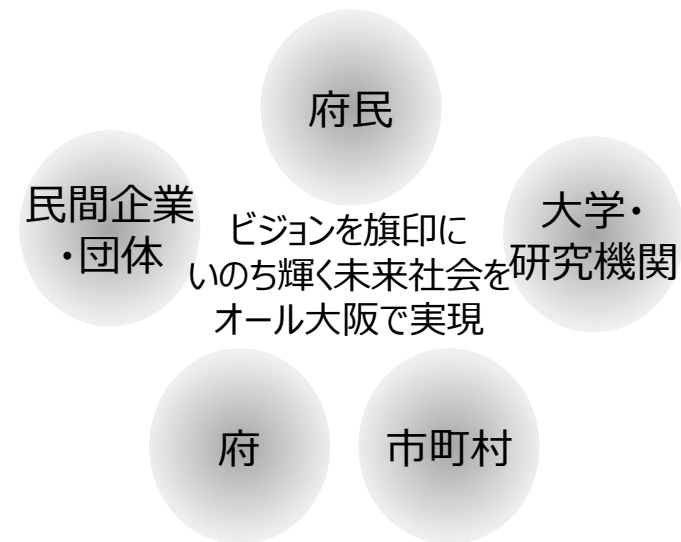 府民
民間企業
・団体
大学・
研究機関
ビジョンを旗印に
いのち輝く未来社会を
オール大阪で実現
府
市町村